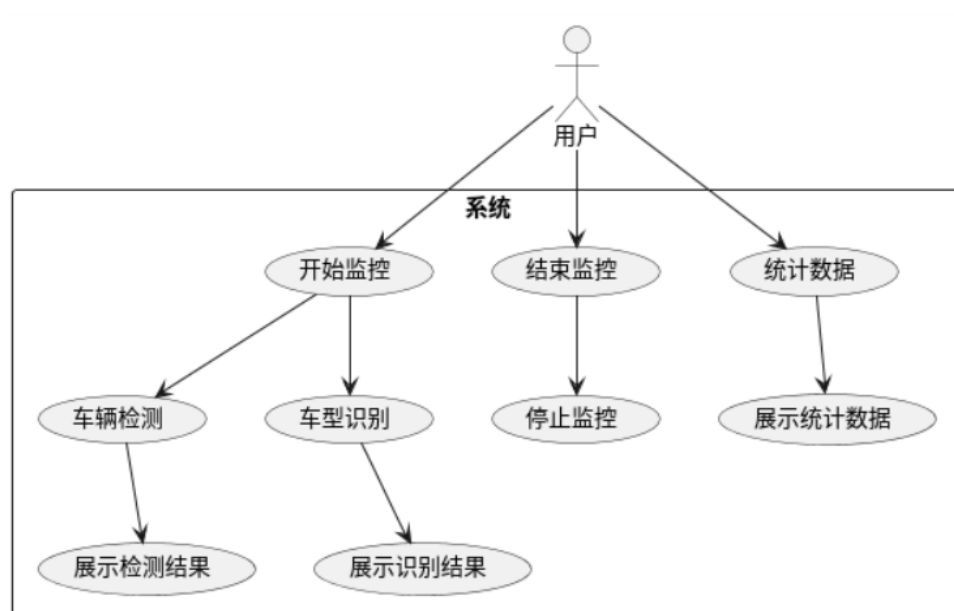 用户
系统
开始监控
结束监控
统计数据
车辆检测
车型识别
停止监控
展示统计数据
展示检测结果
展示识别结果